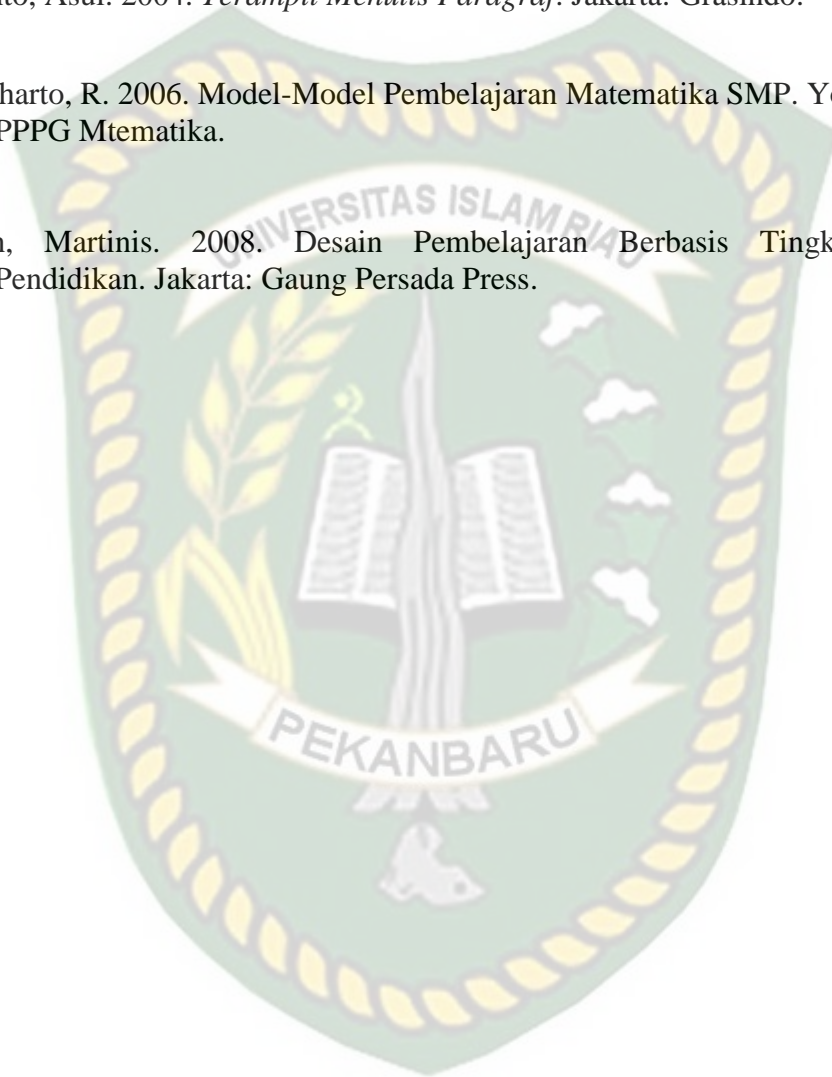 ito, Asul. 2004. Terampil Menulis Paragraf. Jakarta: Grasindo.
harto, R. 2006. Model-Model Pembelajaran Matematika SMP. Yo
PPPG Mtematika.
UNIVERSITAS ISLAM RIAU
n, Martinis. 2008. Desain Pembelajaran Berbasis Tingk
Pendidikan. Jakarta: Gaung Persada Press.
PEKANBARU